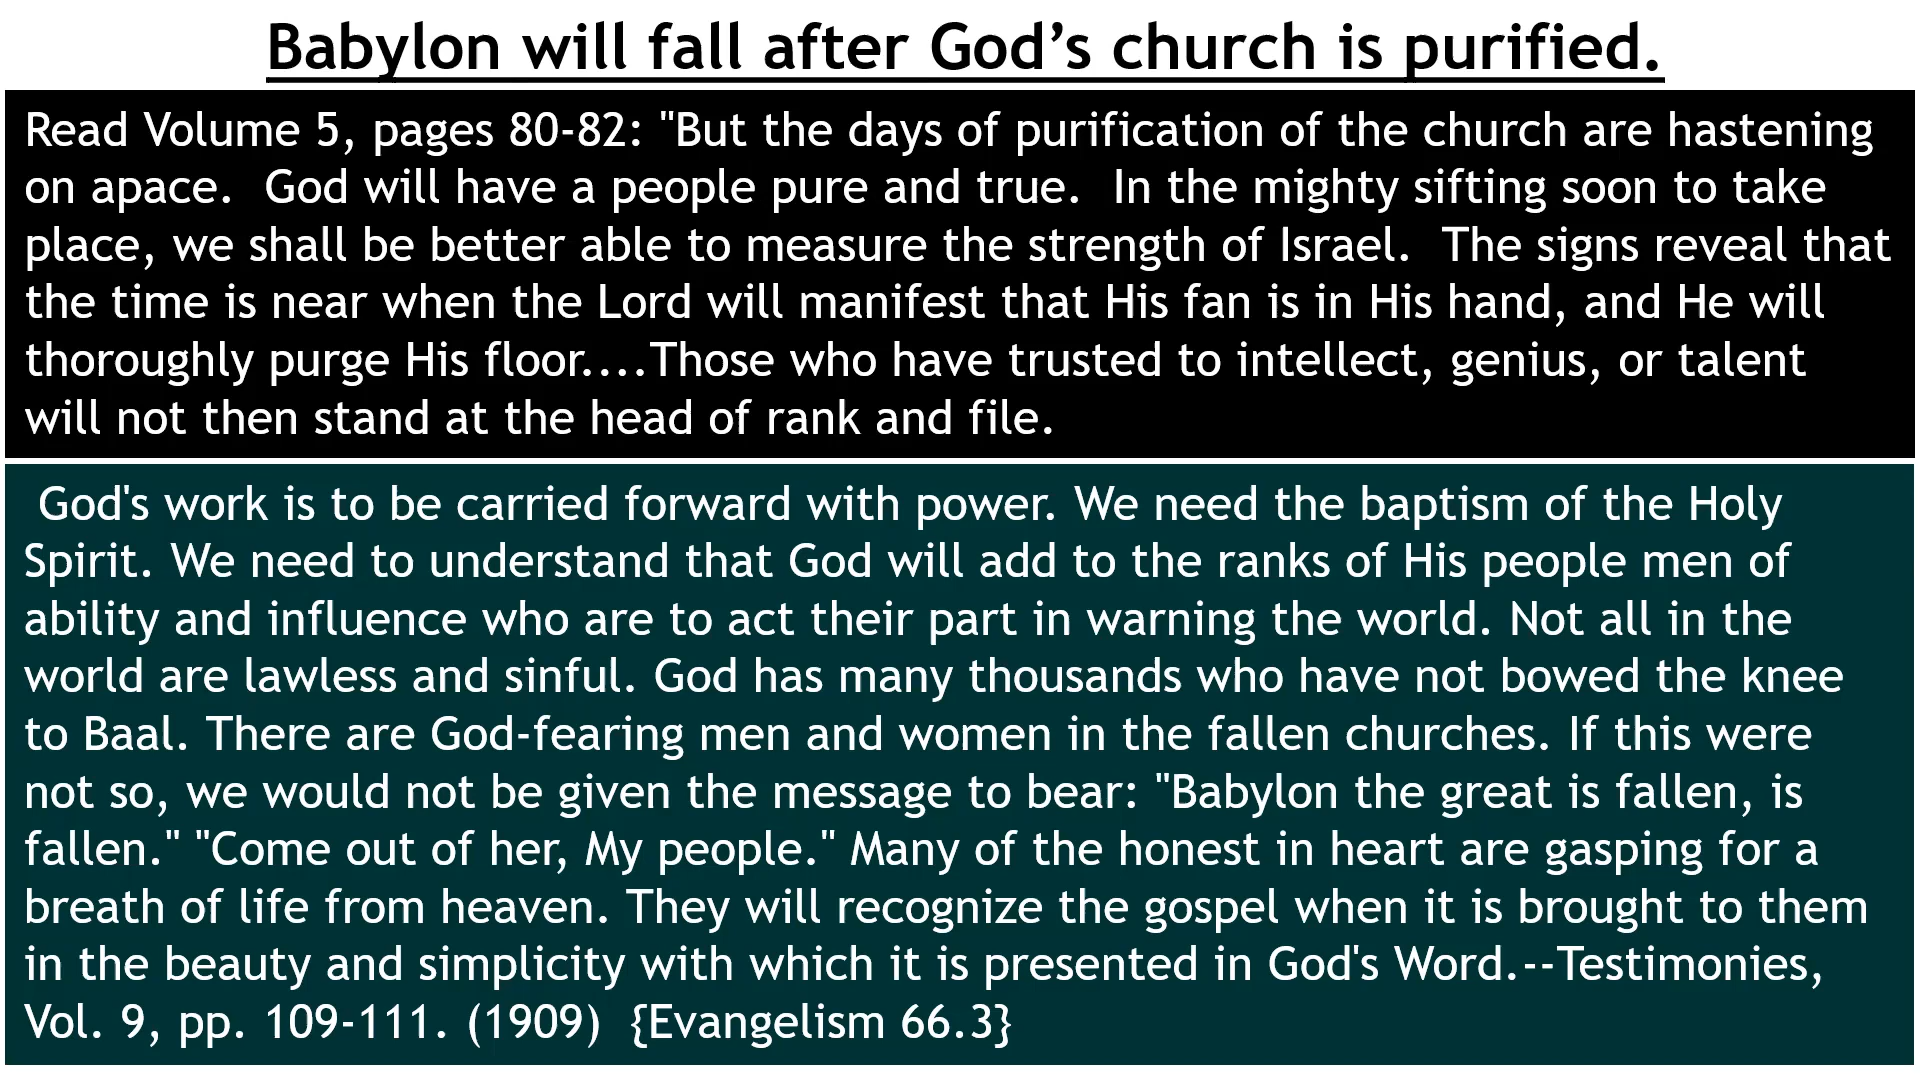 Babylon will fall after God’s church is purified.
Read Volume 5, pages 80-82: "But the days of purification of the church are hastening
on apace.  God will have a people pure and true.  In the mighty sifting soon to take
place, we shall be better able to measure the strength of Israel.  The signs reveal that
the time is near when the Lord will manifest that His fan is in His hand, and He will
thoroughly purge His floor....Those who have trusted to intellect, genius, or talent
will not then stand at the head of rank and file.
God's work is to be carried forward with power. We need the baptism of the Holy
Spirit. We need to understand that God will add to the ranks of His people men of
ability and influence who are to act their part in warning the world. Not all in the
world are lawless and sinful. God has many thousands who have not bowed the knee
to Baal. There are God-fearing men and women in the fallen churches. If this were
not so, we would not be given the message to bear: "Babylon the great is fallen, is
fallen." "Come out of her, My people." Many of the honest in heart are gasping for a
breath of life from heaven. They will recognize the gospel when it is brought to them
in the beauty and simplicity with which it is presented in God's Word.--Testimonies,
Vol. 9, pp. 109-111. (1909)  {Evangelism 66.3}